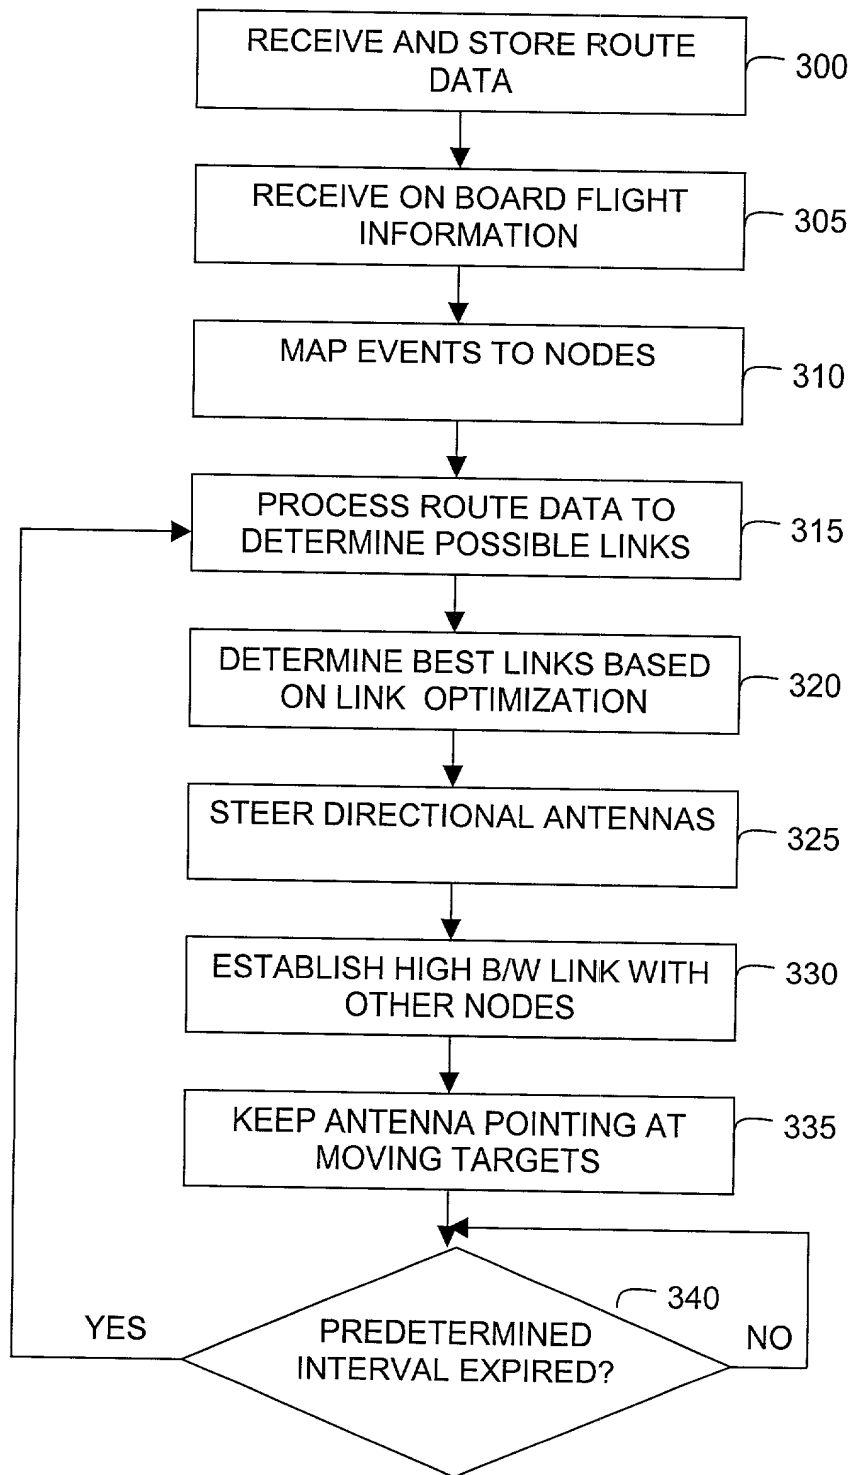 RECEIVE AND STORE ROUTE
DATA
300
RECEIVE ON BOARD FLIGHT
INFORMATION
305
MAP EVENTS TO NODES
310
PROCESS ROUTE DATA TO
DETERMINE POSSIBLE LINKS
315
DETERMINE BEST LINKS BASED
ON LINK OPTIMIZATION
320
STEER DIRECTIONAL ANTENNAS
325
ESTABLISH HIGH B/W LINK WITH
OTHER NODES
330
KEEP ANTENNA POINTING AT
MOVING TARGETS
335
340
YES
PREDETERMINED
INTERVAL EXPIRED?
NO